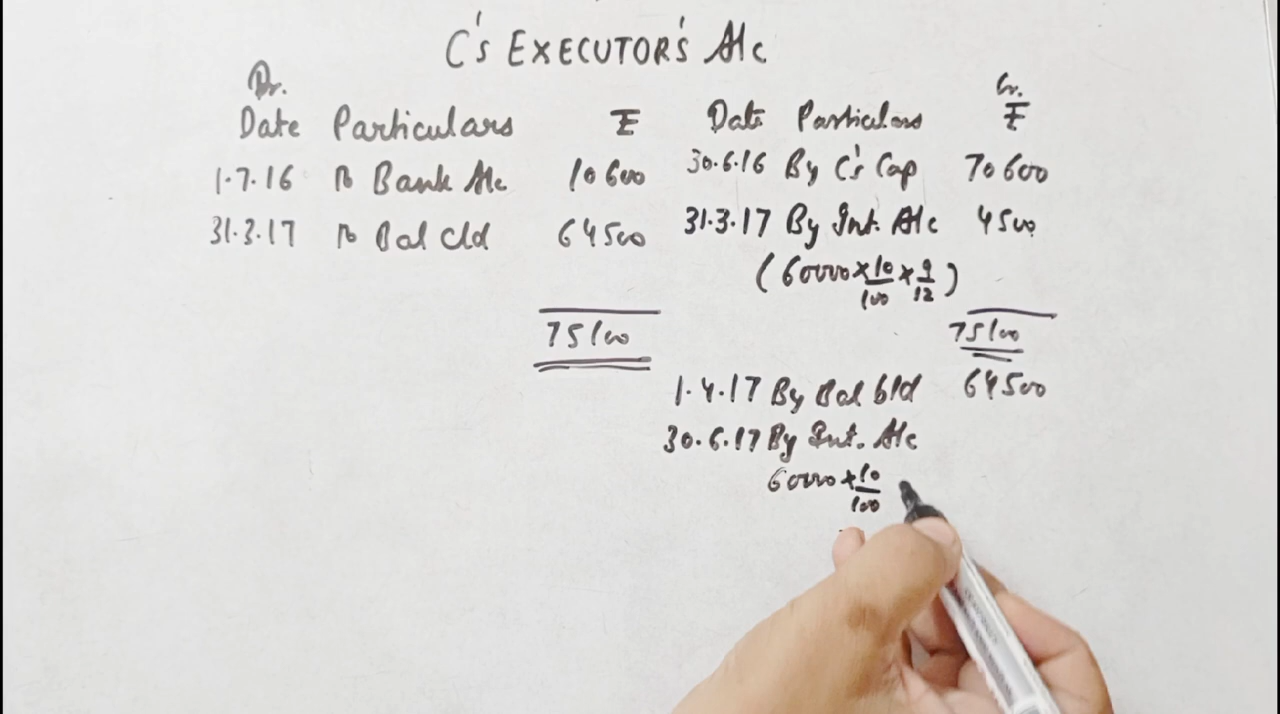 C's EXECUTOR'S A/c
Dr. Cr.
Date Particulars ₹ Date Particulars ₹
1.7.16 To Bank A/c 10600 30.6.16 By C's Cap 70600
31.3.17 To Bal c/d 64500 31.3.17 By Int. A/c 4500
(60000 × 10/100 × 9/12)
75100 75100
1.4.17 By Bal b/d 64500
30.6.17 By Int. A/c
60000 × 10/100